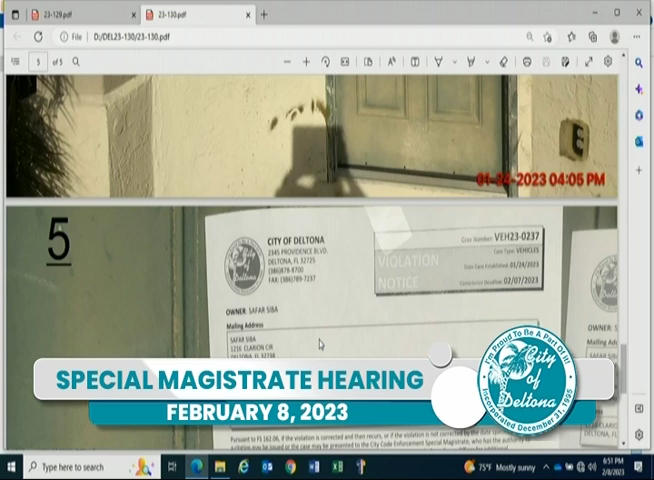 23-129.pdf
23-130.pdf
File
D:/DEL23-130/23-130.pdf
5 of 5
01-24-2023 04:05 PM
5
CITY OF DELTONA
2345 PROVIDENCE BLVD.
DELTONA, FL 32725
(386)878-8700
FAX: (386)789-7237
VIOLATION
NOTICE
Case Number: VEH23-0237
Case Type: VEHICLES
Date Case Established: 01/24/2023
Compliance Deadline: 02/07/2023
OWNER: SAFAR SIBA
Mailing Address
SAFAR SIBA
1216 CLARION CIR
OWNER: S
SPECIAL MAGISTRATE HEARING
FEBRUARY 8, 2023
I'm Proud To Be A Part Of It!
City
of
Deltona
Incorporated December 31, 1995
Type here to search
75°F Mostly sunny
6:51 PM
2/8/2023